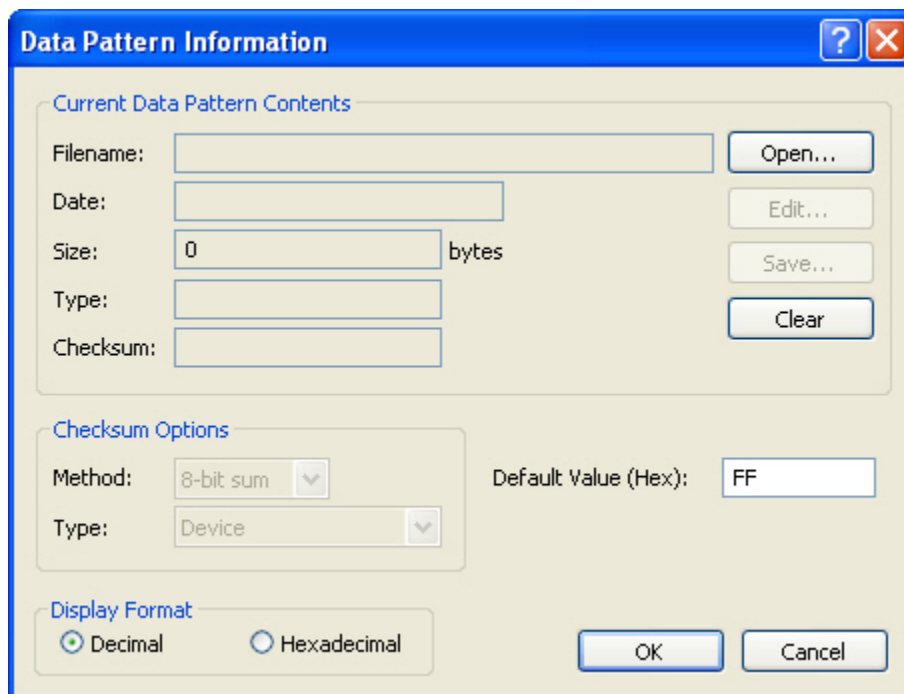 Data Pattern Information
Current Data Pattern Contents
Filename: Open...
Date: Edit...
Size: 0 bytes Save...
Type: Clear
Checksum:
Checksum Options
Method: 8-bit sum Default Value (Hex): FF
Type: Device
Display Format
Decimal Hexadecimal OK Cancel